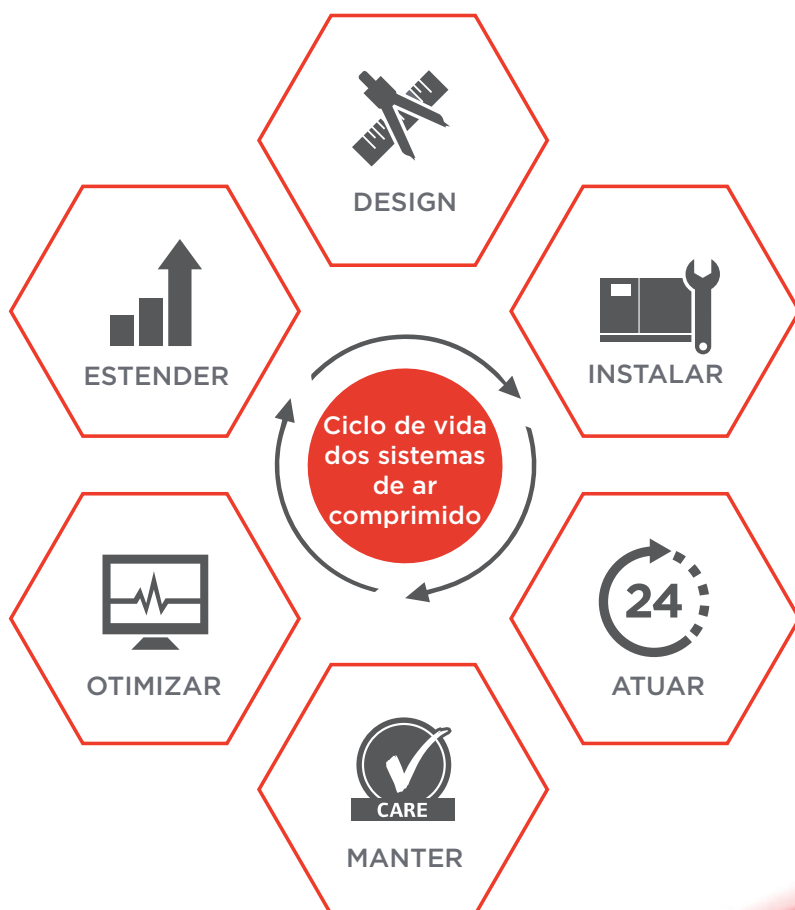 DESIGN
INSTALAR
24
ATUAR
CARE
MANTER
OTIMIZAR
ESTENDER
Ciclo de vida
dos sistemas
de ar
comprimido